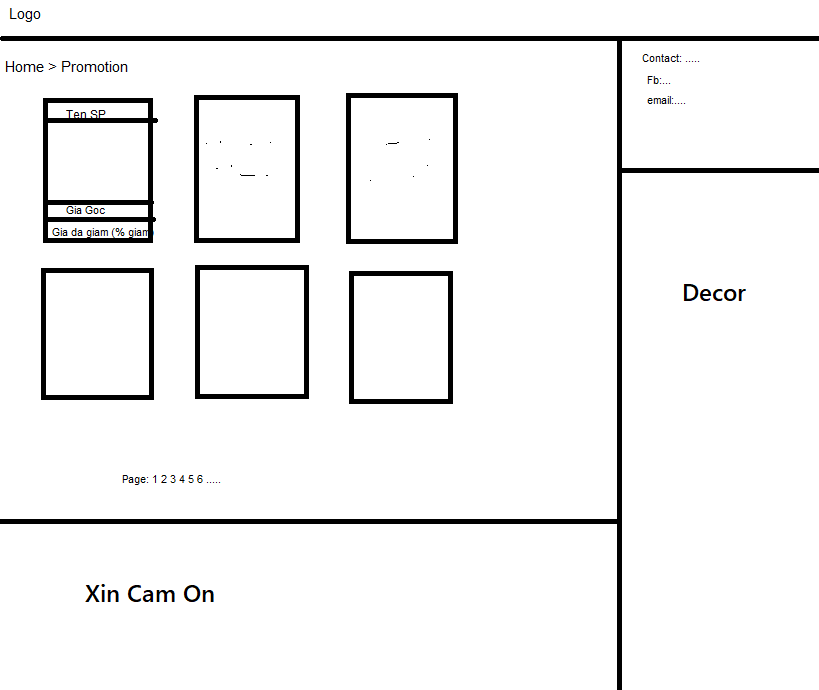 Logo
Home > Promotion
Ten SP
Gia Goc
Gia da giam (% giam)
Page: 1 2 3 4 5 6 .....
Xin Cam On
Contact: .....
Fb:...
email:....
Decor